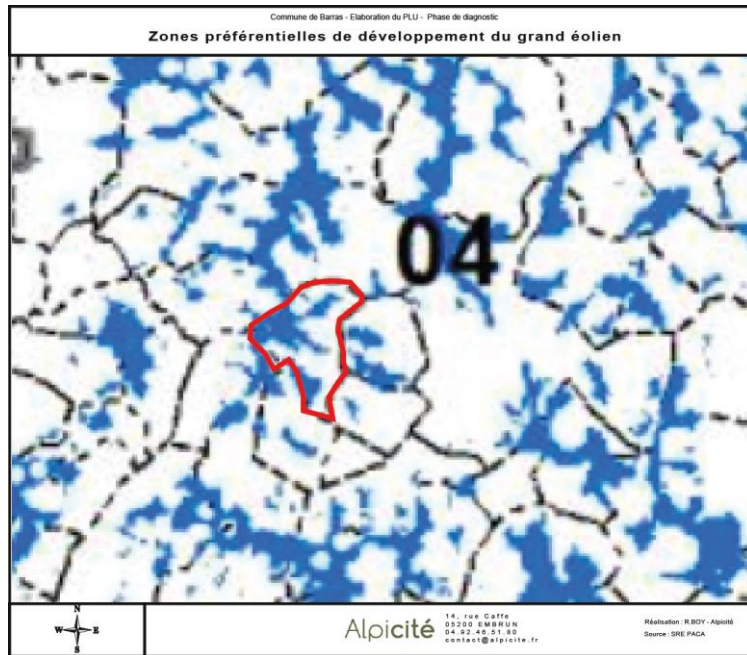 Commune de Barras - Elaboration du PLU - Phase de diagnostic
Zones préférentielles de développement du grand éolien
04
N
W E
S
Alpicité
14, rue Caffe
05200 EMBRUN
04.92.46.51.80
contact@alpicite.fr
Réalisation : R.BOY - Alpicité
Source : SRE PACA